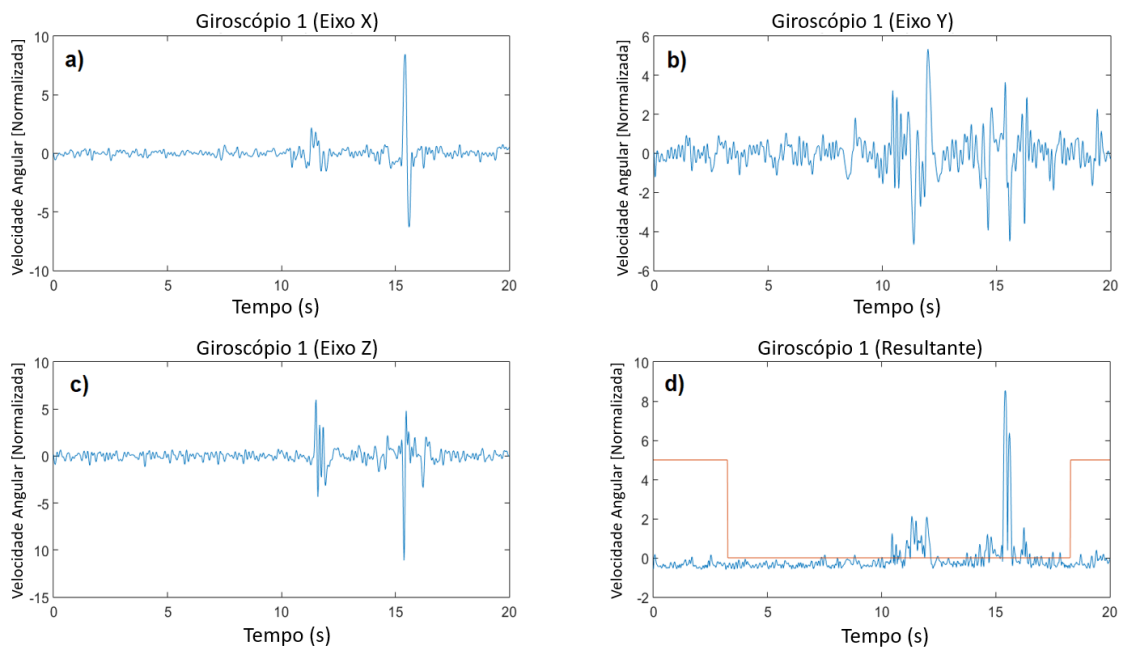 Giroscópio 1 (Eixo X)
a)
Velocidade Angular [Normalizada]
10
5
0
-5
-10
0
5
10
15
20
Tempo (s)
Giroscópio 1 (Eixo Y)
b)
Velocidade Angular [Normalizada]
6
4
2
0
-2
-4
-6
0
5
10
15
20
Tempo (s)
Giroscópio 1 (Eixo Z)
c)
Velocidade Angular [Normalizada]
10
5
0
-5
10
-15
0
5
10
15
20
Tempo (s)
Giroscópio 1 (Resultante)
d)
Velocidade Angular [Normalizada]
10
8
6
4
2
0
-2
0
5
10
15
20
Tempo (s)